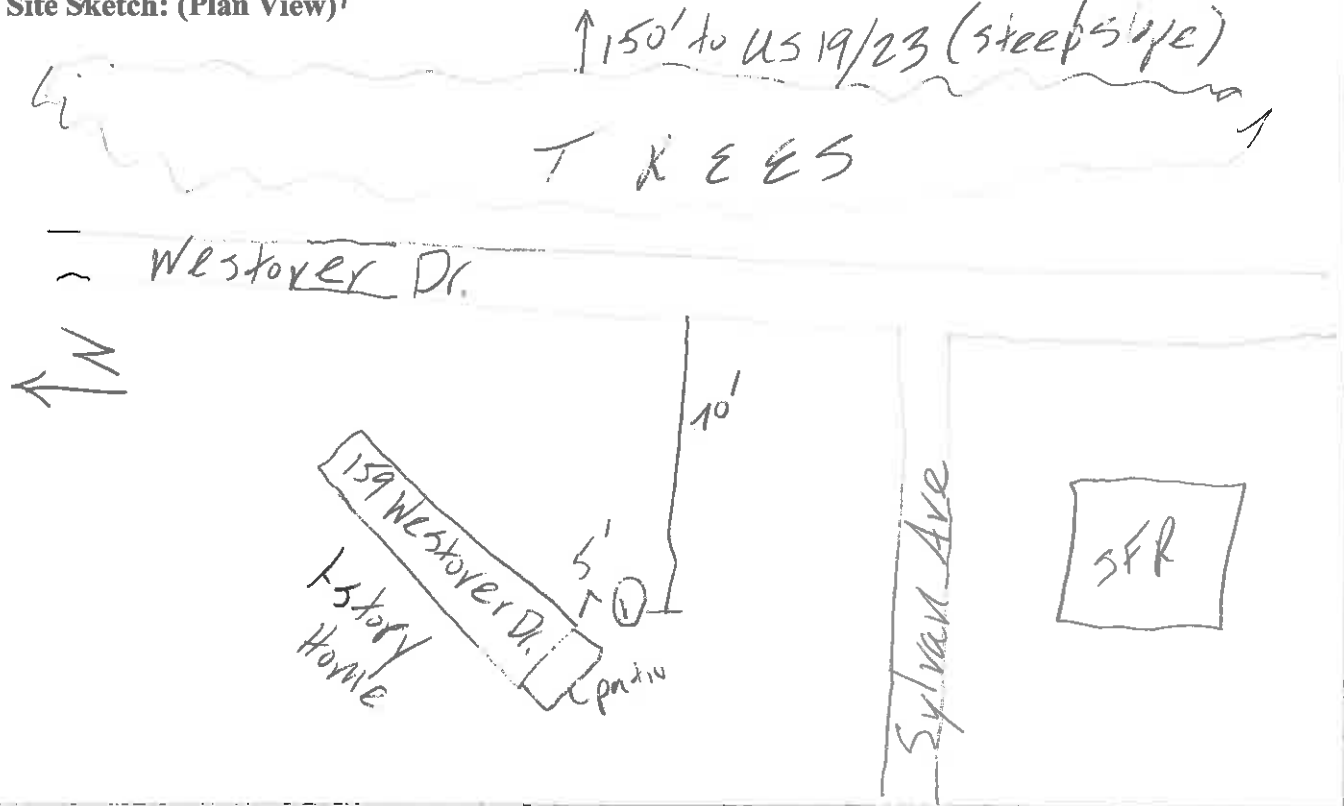 Site Sketch: (Plan View)¹
150' to US 19/23 (steep slope)
TREES
Westover Dr.
N
10'
159 Westover Dr.
5'
1
1 story
Home
patio
Sylvan Ave
SFR